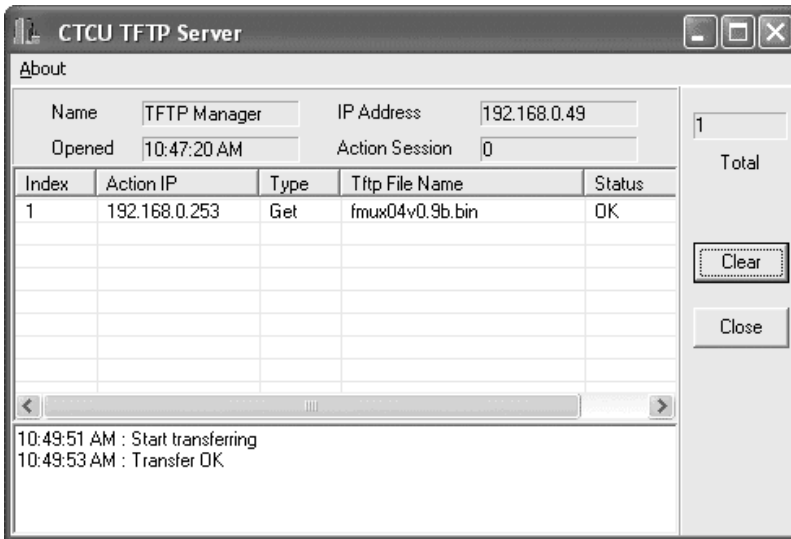 CTCU TFTP Server
About
Name TFTP Manager IP Address 192.168.0.49
Opened 10:47:20 AM Action Session 0
1
Total
Index Action IP Type Tftp File Name Status
1 192.168.0.253 Get fmux04v0.9b.bin OK
Clear
Close
10:49:51 AM : Start transferring
10:49:53 AM : Transfer OK